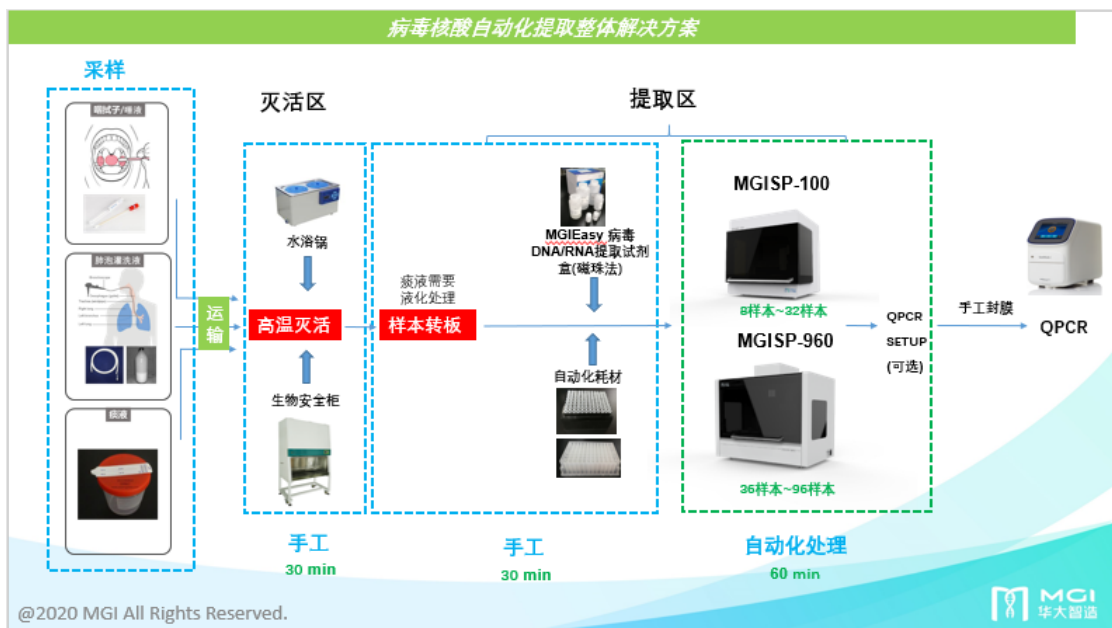 病毒核酸自动化提取整体解决方案
采样
灭活区
提取区
咽拭子/唾液
肺泡灌洗液
痰液
运输
水浴锅
高温灭活
生物安全柜
痰液需要
液化处理
样本转板
MGIEasy 病毒
DNA/RNA提取试剂
盒(磁珠法)
自动化耗材
MGISP-100
8样本~32样本
MGISP-960
36样本~96样本
QPCR
SETUP
(可选)
手工封膜
QPCR
手工
30 min
手工
30 min
自动化处理
60 min
@2020 MGI All Rights Reserved.
MGI
华大智造